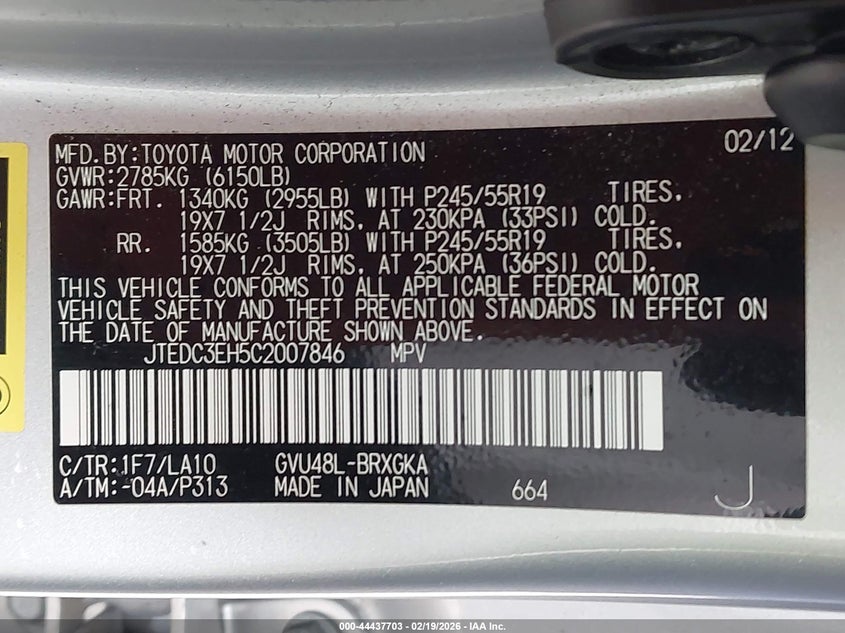 02/12
MFD.BY:TOYOTA MOTOR CORPORATION
GVWR:2785KG (6150LB)
GAWR:FRT. 1340KG (2955LB) WITH P245/55R19 TIRES,
19X7 1/2J RIMS, AT 230KPA (33PSI) COLD.
RR. 1585KG (3505LB) WITH P245/55R19 TIRES,
19X7 1/2J RIMS, AT 250KPA (36PSI) COLD.
THIS VEHICLE CONFORMS TO ALL APPLICABLE FEDERAL MOTOR
VEHICLE SAFETY AND THEFT PREVENTION STANDARDS IN EFFECT ON
THE DATE OF MANUFACTURE SHOWN ABOVE.
JTEDC3EH5C2007846 MPV
C/TR:1F7/LA10 GVU48L-BRXGKA
A/TM:-04A/P313 MADE IN JAPAN 664 J
000-44437703 - 02/19/2026 - IAA Inc.